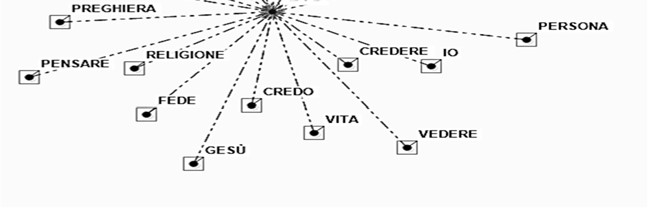 PREGHIERA
PERSONA
PENSARE
RELIGIONE
CREDERE
IO
FEDE
CREDO
VITA
VEDERE
GESÙ